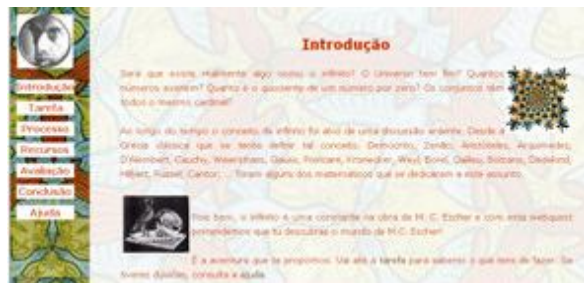 Introdução
Introdução
Tarefa
Processo
Recursos
Avaliação
Conclusão
Ajuda
Será que existe realmente algo como o infinito? O Universo tem fim? Quantos
números existem? Quanto é o quociente de um número por zero? Os conjuntos têm
todos o mesmo cardinal?
Ao longo do tempo o conceito de infinito foi alvo de uma discussão ardente. Desde a
Grécia clássica que se tenta definir tal conceito. Demócrito, Zenão, Aristóteles, Arquimedes,
D'Alembert, Cauchy, Weierstrass, Gauss, Poincaré, Kronecker, Weyl, Borel, Galileu, Bolzano, Dedekind,
Hilbert, Russel, Cantor, ... foram alguns dos matemáticos que se dedicaram a este assunto.
Pois bem, o infinito é uma constante na obra de M. C. Escher e com esta webquest
pretendemos que tu descubras o mundo de M.C. Escher!
É a aventura que te propomos. Vai até à tarefa para saberes o que tens de fazer. Se
tiveres dúvidas, consulta a ajuda.